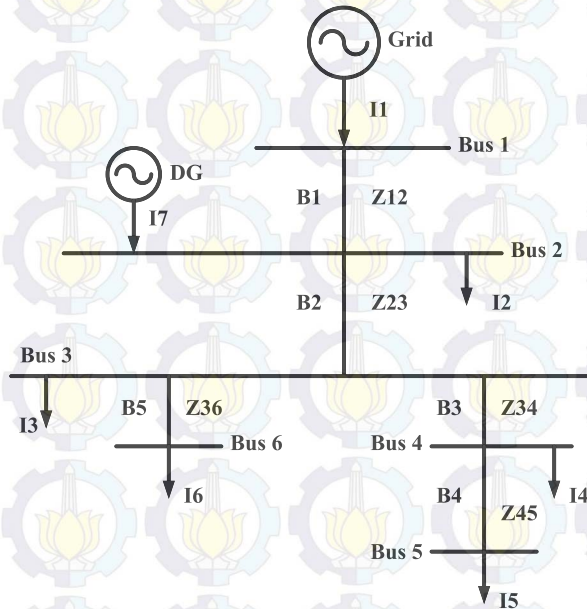 Grid
I1
Bus 1
DG
B1 Z12
I7
Bus 2
B2 Z23 I2
Bus 3
B5 Z36 B3 Z34
I3
Bus 6 Bus 4
I6 B4 I4
Z45
Bus 5
I5